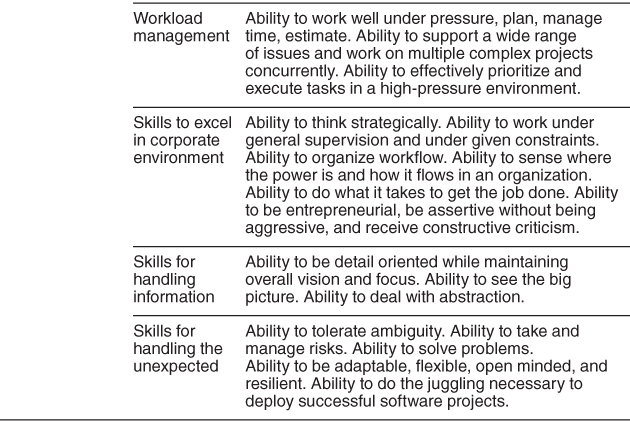 Workload
management
Ability to work well under pressure, plan, manage
time, estimate. Ability to support a wide range
of issues and work on multiple complex projects
concurrently. Ability to effectively prioritize and
execute tasks in a high-pressure environment.
Skills to excel
in corporate
environment
Ability to think strategically. Ability to work under
general supervision and under given constraints.
Ability to organize workflow. Ability to sense where
the power is and how it flows in an organization.
Ability to do what it takes to get the job done. Ability
to be entrepreneurial, be assertive without being
aggressive, and receive constructive criticism.
Skills for
handling
information
Ability to be detail oriented while maintaining
overall vision and focus. Ability to see the big
picture. Ability to deal with abstraction.
Skills for
handling the
unexpected
Ability to tolerate ambiguity. Ability to take and
manage risks. Ability to solve problems.
Ability to be adaptable, flexible, open minded, and
resilient. Ability to do the juggling necessary to
deploy successful software projects.